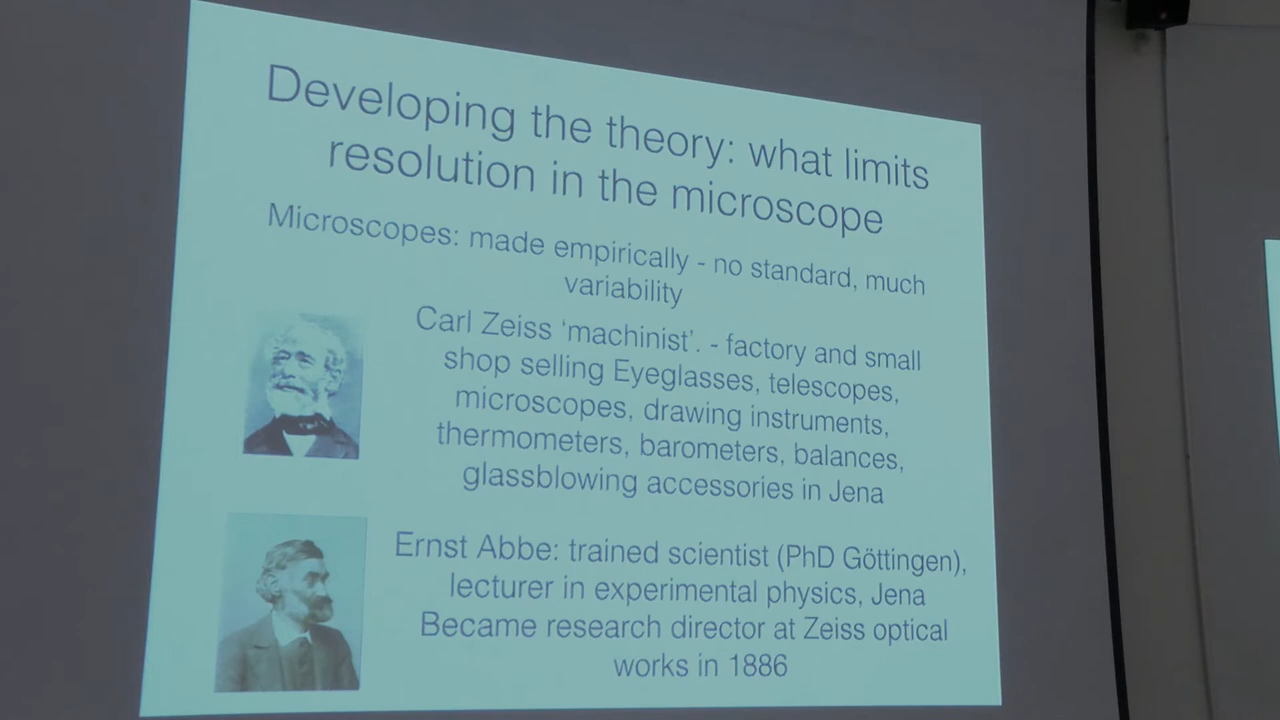 Developing the theory: what limits
resolution in the microscope
Microscopes: made empirically - no standard, much
variability
Carl Zeiss 'machinist'. - factory and small
shop selling Eyeglasses, telescopes,
microscopes, drawing instruments,
thermometers, barometers, balances,
glassblowing accessories in Jena
Ernst Abbe: trained scientist (PhD Göttingen),
lecturer in experimental physics, Jena
Became research director at Zeiss optical
works in 1886